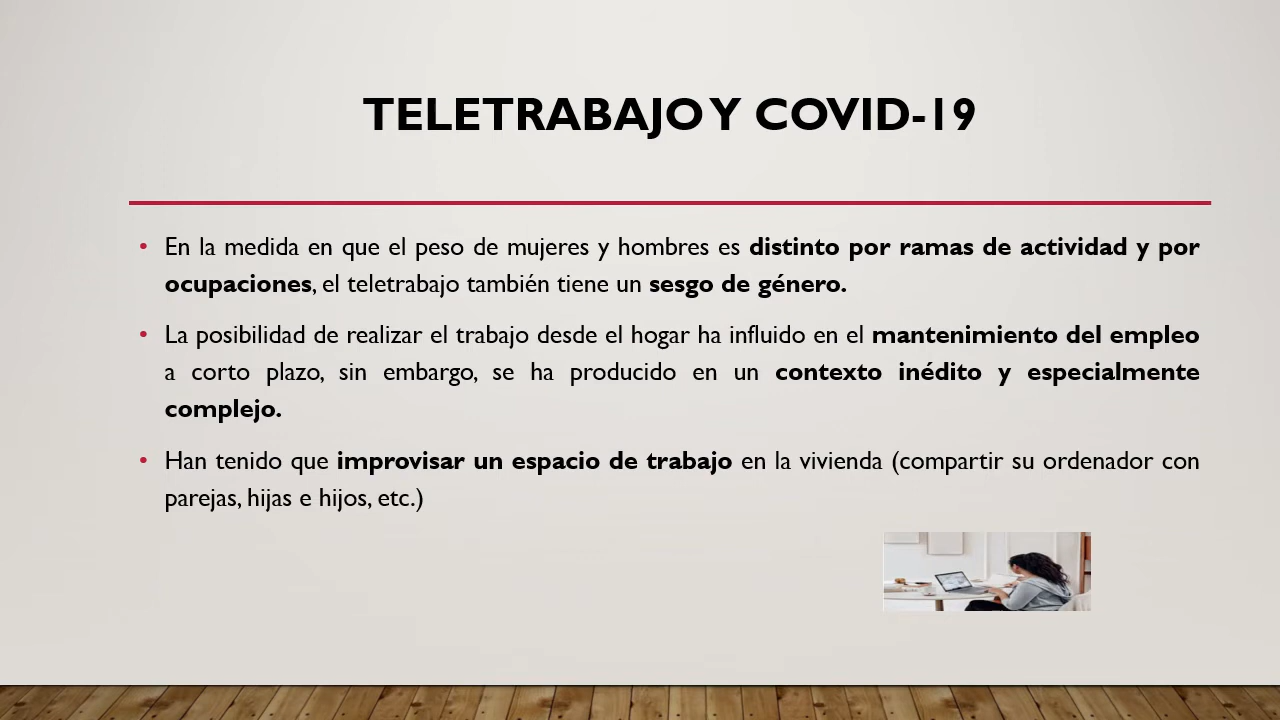 TELETRABAJO Y COVID-19
• En la medida en que el peso de mujeres y hombres es distinto por ramas de actividad y por
ocupaciones, el teletrabajo también tiene un sesgo de género.
• La posibilidad de realizar el trabajo desde el hogar ha influido en el mantenimiento del empleo
a corto plazo, sin embargo, se ha producido en un contexto inédito y especialmente
complejo.
• Han tenido que improvisar un espacio de trabajo en la vivienda (compartir su ordenador con
parejas, hijas e hijos, etc.)